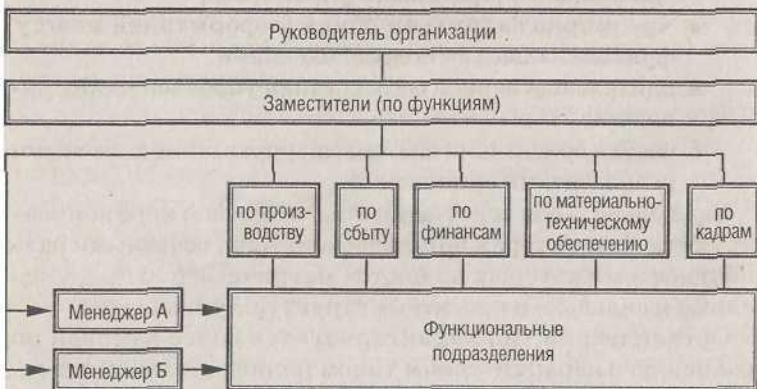 Руководитель организации
Заместители (по функциям)
по произ-
водству
по
сбыту
по
финансам
по материально-
техническому
обеспечению
по
кадрам
Менеджер А
Функциональные
подразделения
Менеджер Б